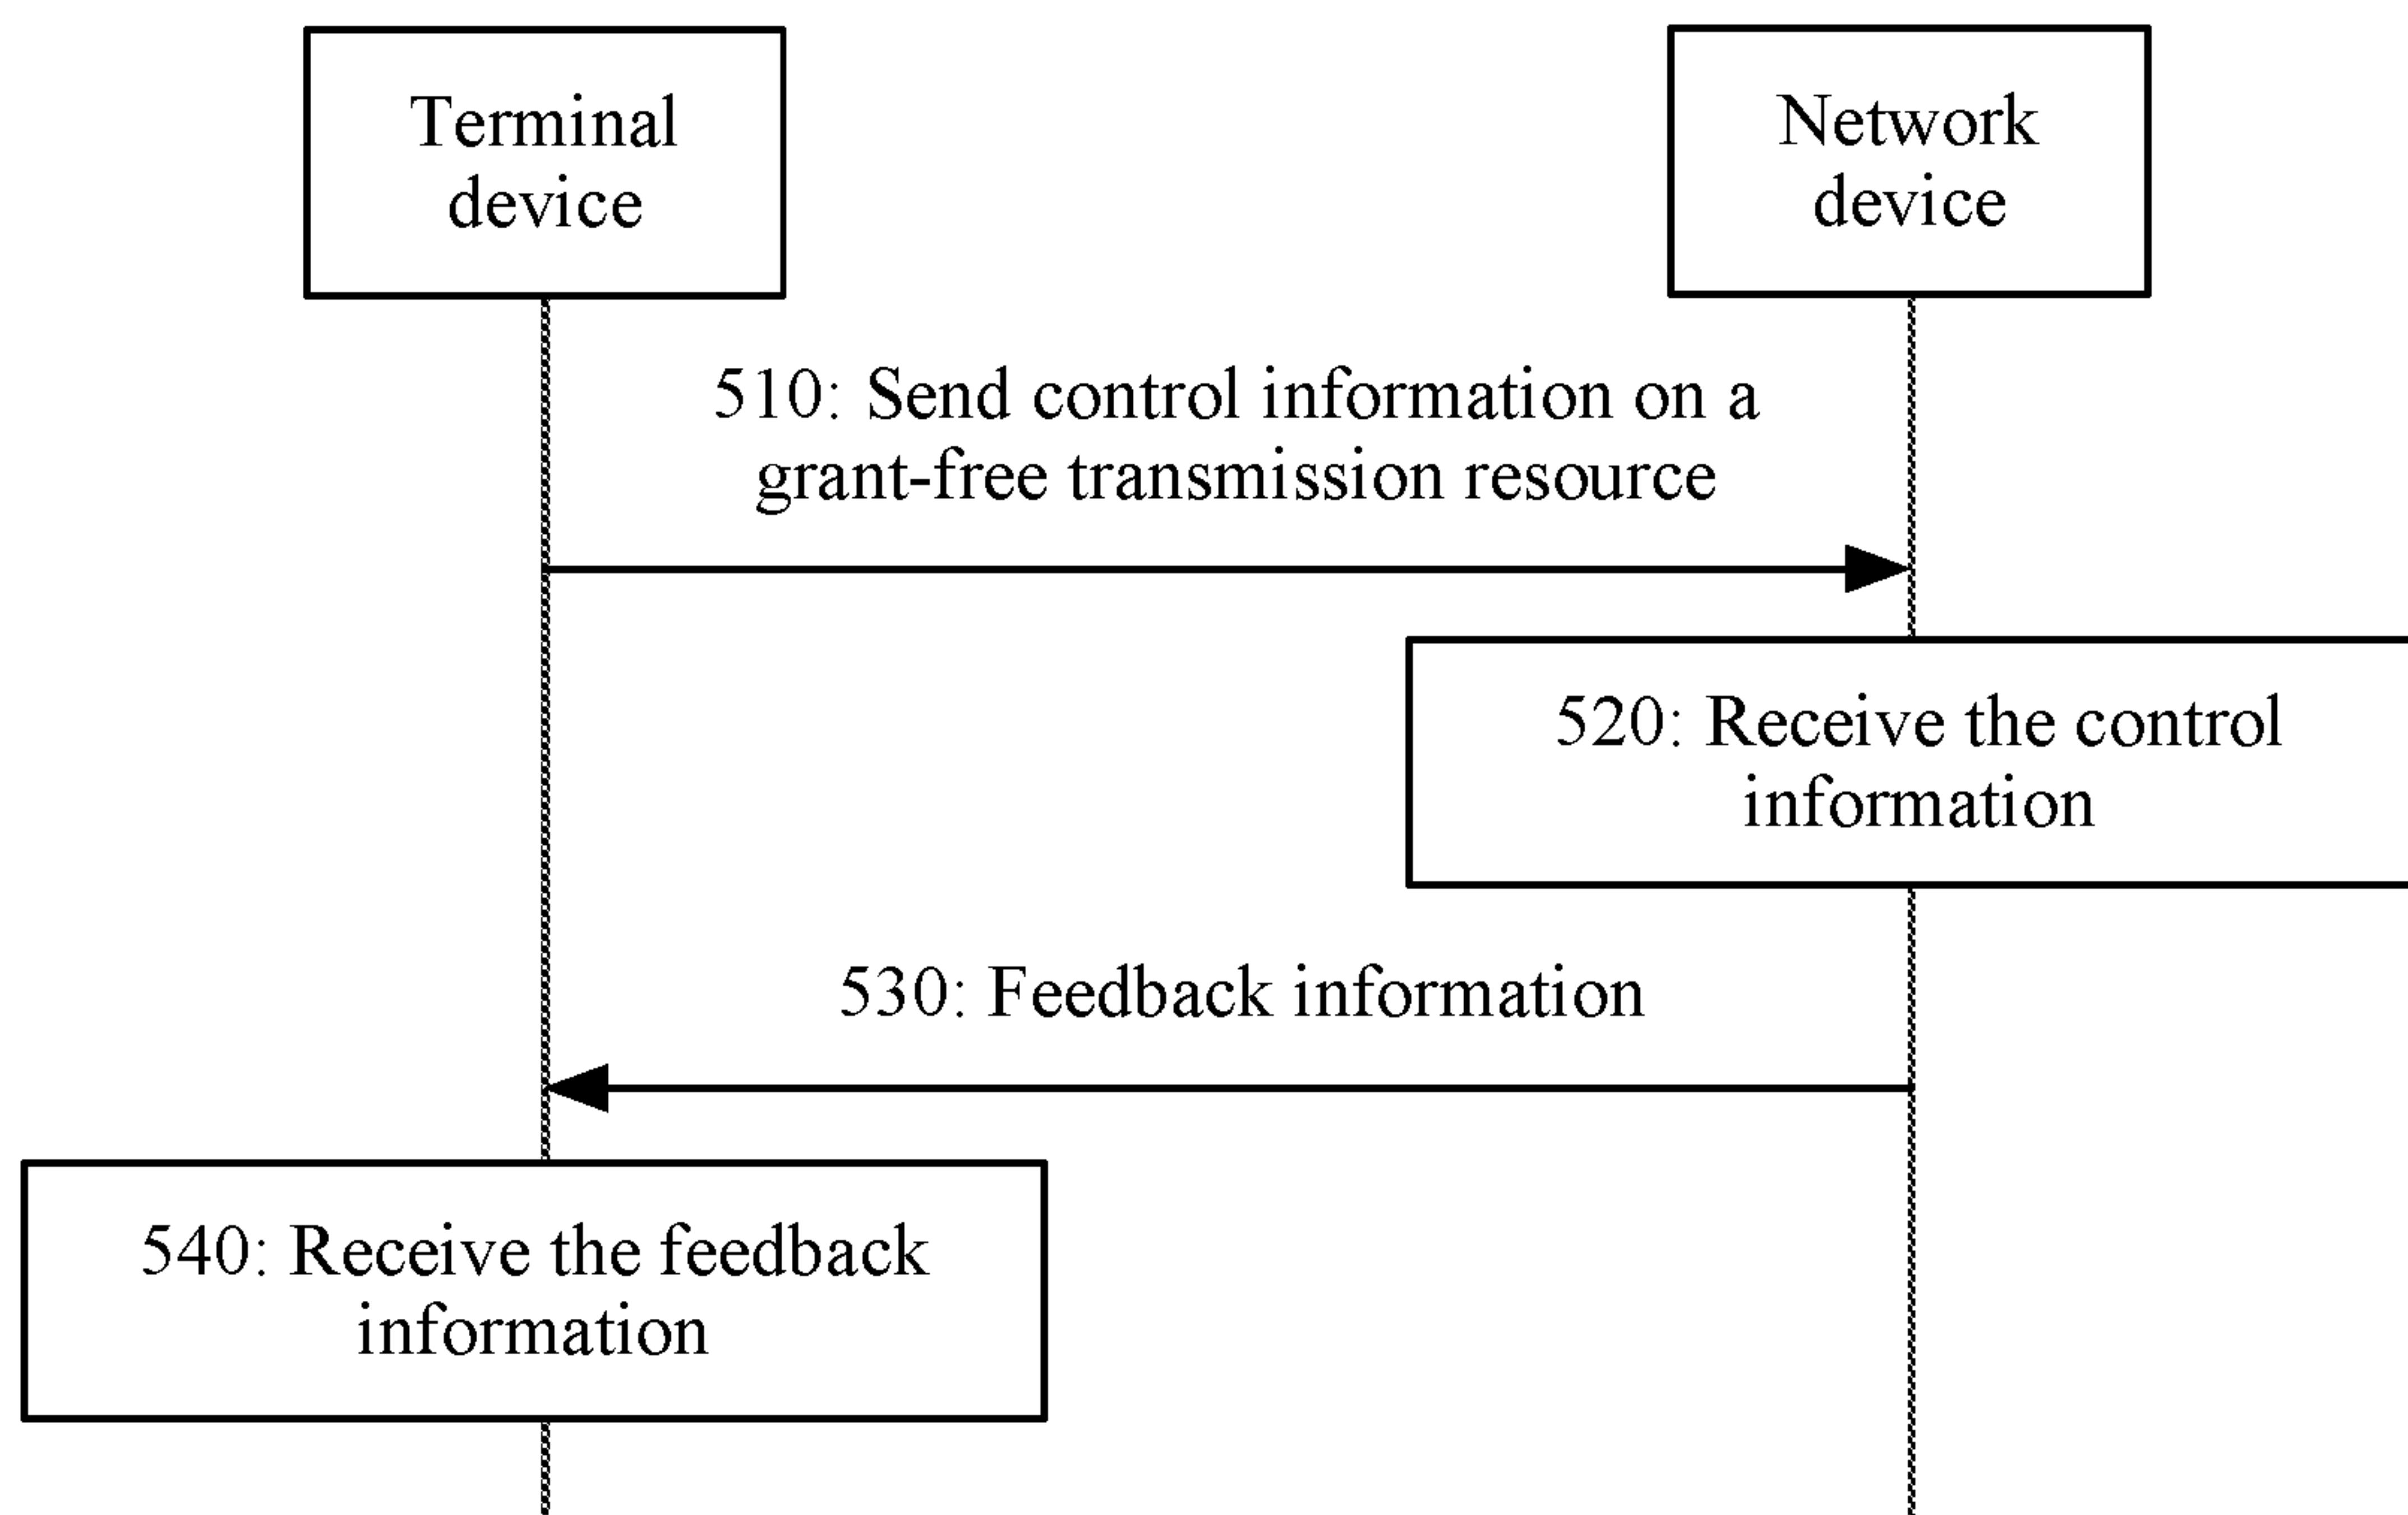 Terminal
device
Network
device
510: Send control information on a
grant-free transmission resource
520: Receive the control
information
530: Feedback information
540: Receive the feedback
information